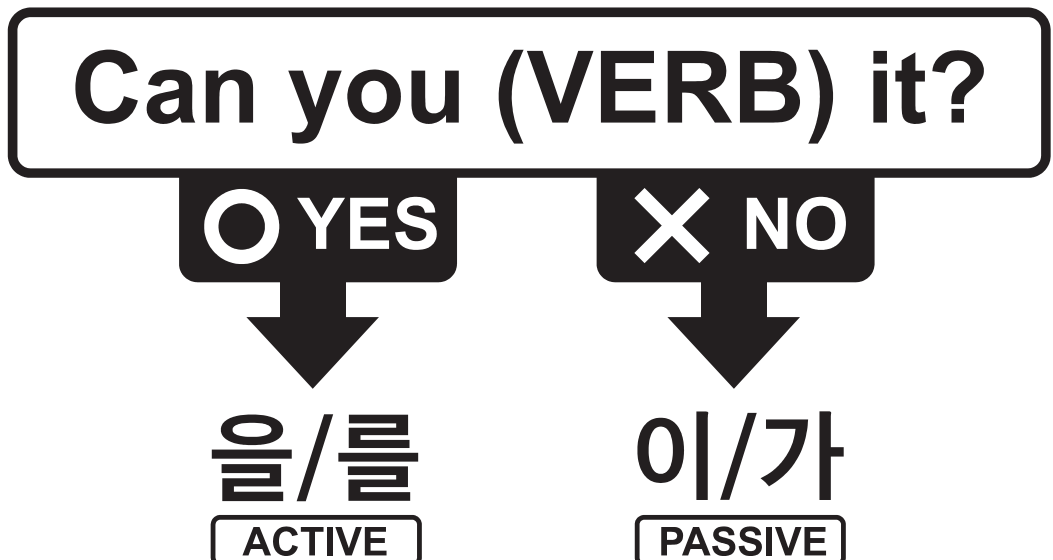 Can you (VERB) it?
YES
NO
을/를
이/가
ACTIVE
PASSIVE